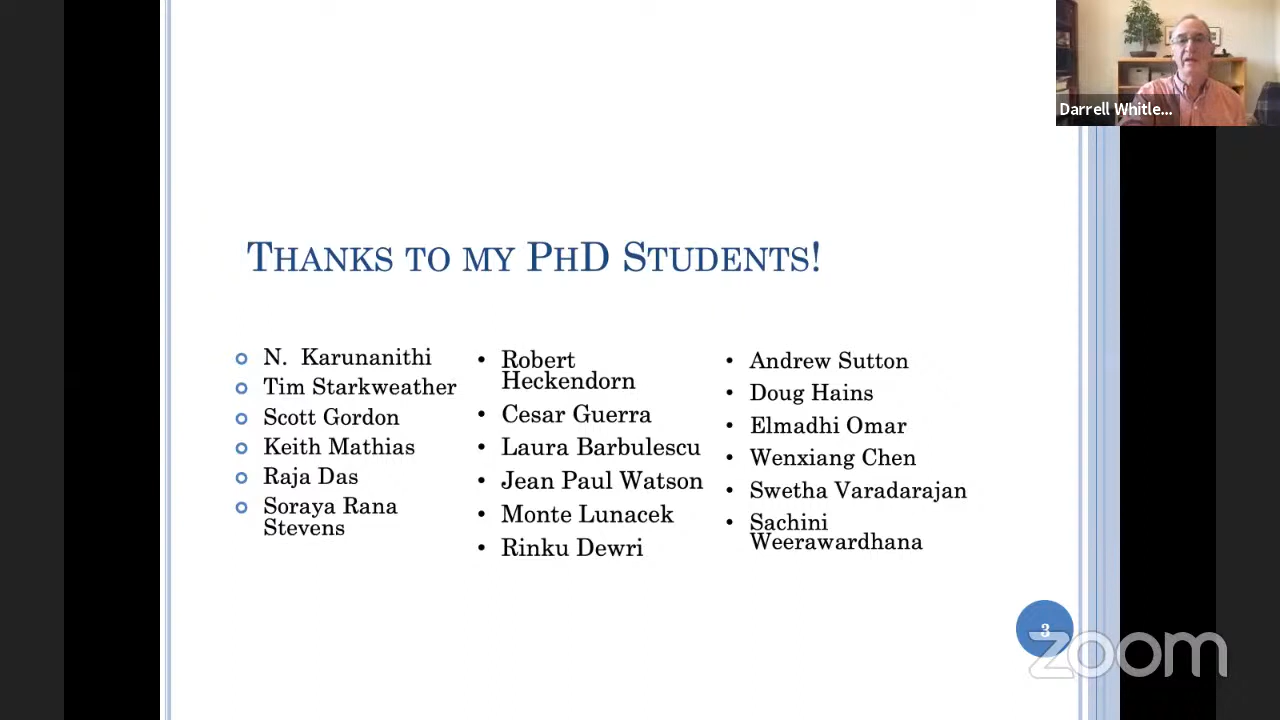 Darrell Whitle...
THANKS TO MY PHD STUDENTS!
N. Karunanithi
Tim Starkweather
Scott Gordon
Keith Mathias
Raja Das
Soraya Rana
Stevens
Robert
Heckendorn
Cesar Guerra
Laura Barbulescu
Jean Paul Watson
Monte Lunacek
Rinku Dewri
Andrew Sutton
Doug Hains
Elmadhi Omar
Wenxiang Chen
Swetha Varadarajan
Sachini
Weerawardhana
3
zoom